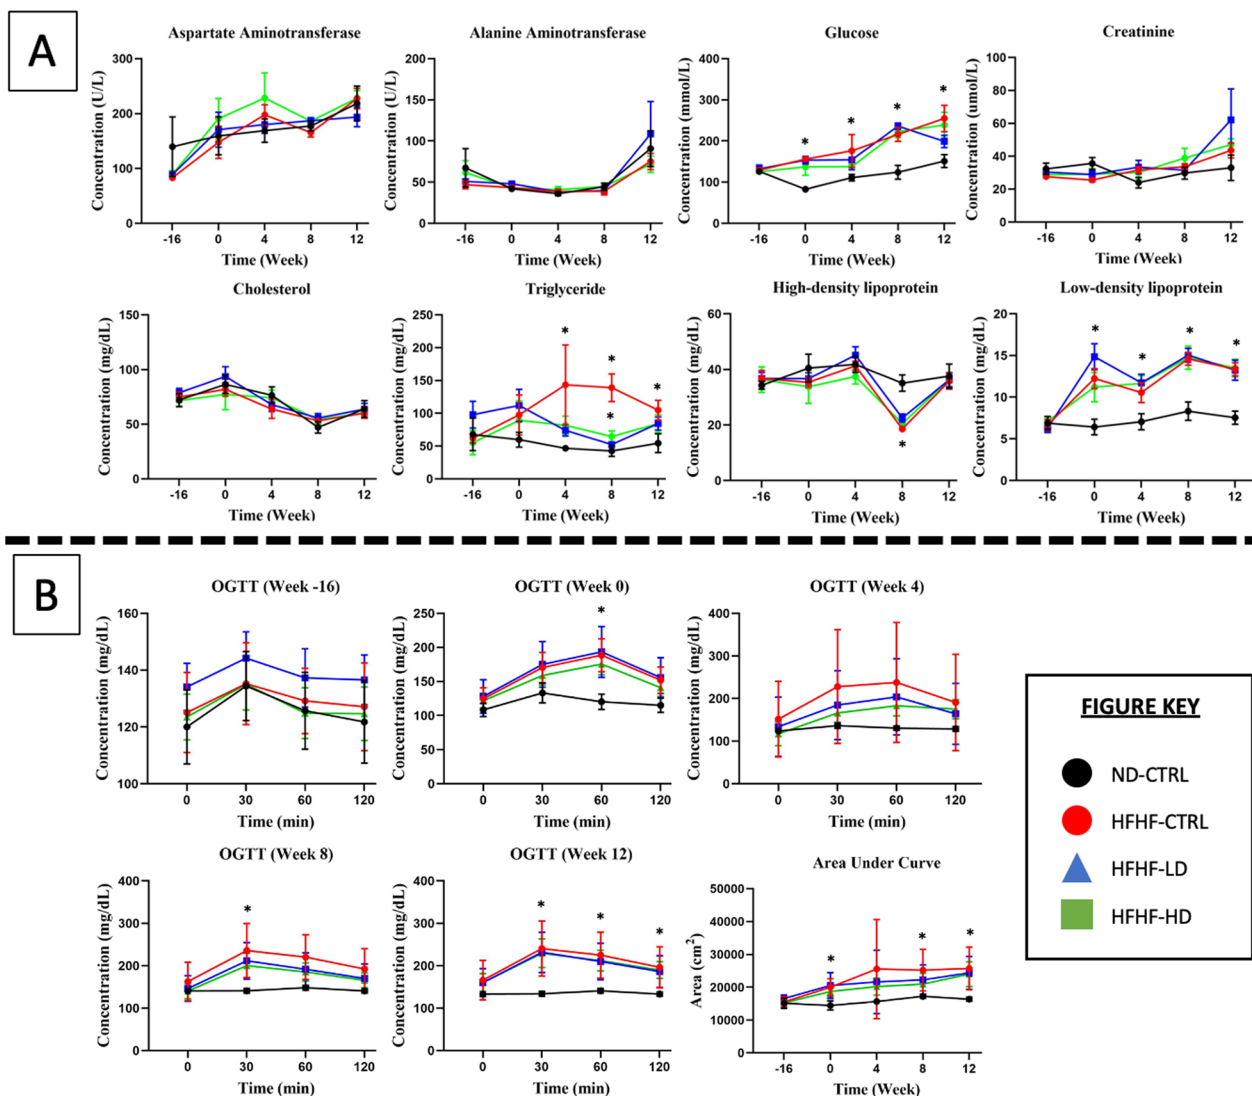 A
Aspartate Aminotransferase
Concentration (U/L)
300
200
100
0
-16 0 4 8 12
Time (Week)
Alanine Aminotransferase
Concentration (U/L)
200
150
100
50
0
-16 0 4 8 12
Time (Week)
Glucose
Concentration (nmol/L)
400
300
200
100
0
* * * *
-16 0 4 8 12
Time (Week)
Creatinine
Concentration (nmol/L)
100
80
60
40
20
0
-16 0 4 8 12
Time (Week)
Cholesterol
Concentration (mg/dL)
150
100
50
0
-16 0 4 8 12
Time (Week)
Triglyceride
Concentration (mg/dL)
250
200
150
100
50
0
* * *
*
-16 0 4 8 12
Time (Week)
High-density lipoprotein
Concentration (mg/dL)
60
40
20
0
*
-16 0 4 8 12
Time (Week)
Low-density lipoprotein
Concentration (mg/dL)
20
15
10
5
0
* * * *
-16 0 4 8 12
Time (Week)
B
OGTT (Week -16)
Concentration (mg/dL)
160
140
120
100
0 30 60 120
Time (min)
OGTT (Week 0)
Concentration (mg/dL)
250
200
150
100
50
0
*
0 30 60 120
Time (min)
OGTT (Week 4)
Concentration (mg/dL)
400
300
200
100
0
0 30 60 120
Time (min)
OGTT (Week 8)
Concentration (mg/dL)
400
300
200
100
0
*
0 30 60 120
Time (min)
OGTT (Week 12)
Concentration (mg/dL)
400
300
200
100
0
* * *
0 30 60 120
Time (min)
Area Under Curve
Area (cm²)
50000
40000
30000
20000
10000
0
* * *
-16 0 4 8 12
Time (Week)
FIGURE KEY
ND-CTRL
HFHF-CTRL
HFHF-LD
HFHF-HD